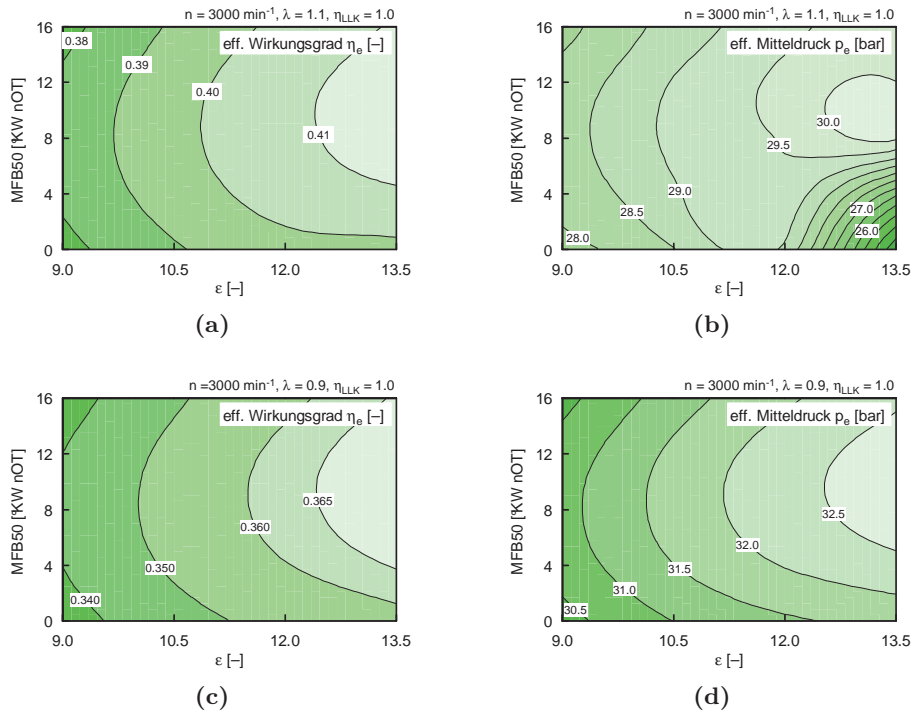 n = 3000 min⁻¹, λ = 1.1, η_LLK = 1.0
eff. Wirkungsgrad η_e [–]
MFB50 [°KW nOT]
16
12
8
4
0
0.38
0.39
0.40
0.41
9.0 10.5 12.0 13.5
ε [–]
(a)
n = 3000 min⁻¹, λ = 1.1, η_LLK = 1.0
eff. Mitteldruck p_e [bar]
MFB50 [°KW nOT]
16
12
8
4
0
30.0
29.5
29.0
28.5
28.0
27.0
26.0
9.0 10.5 12.0 13.5
ε [–]
(b)
n =3000 min⁻¹, λ = 0.9, η_LLK = 1.0
eff. Wirkungsgrad η_e [–]
MFB50 [°KW nOT]
16
12
8
4
0
0.365
0.360
0.350
0.340
9.0 10.5 12.0 13.5
ε [–]
(c)
n = 3000 min⁻¹, λ = 0.9, η_LLK = 1.0
eff. Mitteldruck p_e [bar]
MFB50 [°KW nOT]
16
12
8
4
0
32.5
32.0
31.5
31.0
30.5
9.0 10.5 12.0 13.5
ε [–]
(d)